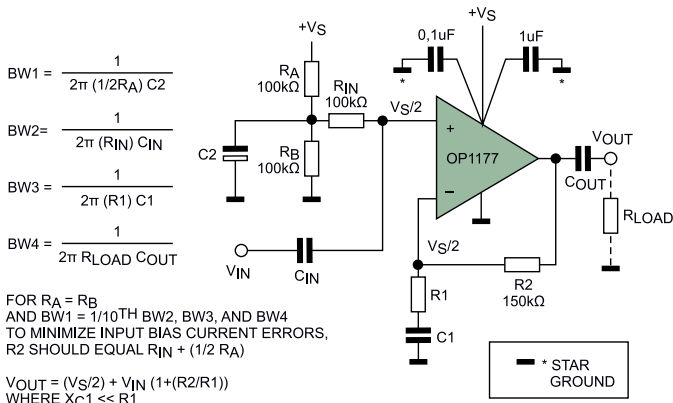 +VS
+VS
0,1uF
1uF
*
*
BW1 = 1 / 2π (1/2RA) C2
RA
100kΩ
RIN
100kΩ
VS/2
+
BW2= 1 / 2π (RIN) CIN
C2
RB
100kΩ
OP1177
VOUT
COUT
−
BW3 = 1 / 2π (R1) C1
RLOAD
BW4 = 1 / 2π RLOAD COUT
VIN
CIN
VS/2
R1
R2
150kΩ
C1
FOR RA = RB
AND BW1 = 1/10TH BW2, BW3, AND BW4
TO MINIMIZE INPUT BIAS CURRENT ERRORS,
R2 SHOULD EQUAL RIN + (1/2 RA)
VOUT = (VS/2) + VIN (1+(R2/R1))
WHERE XC1 << R1
* STAR
GROUND